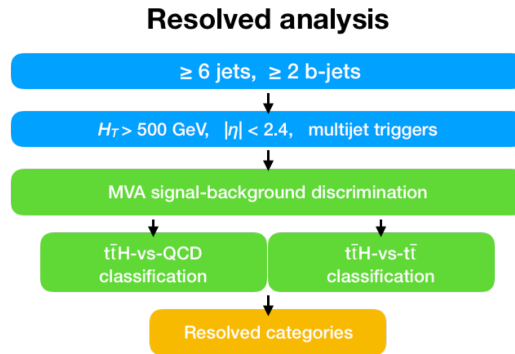 Resolved analysis
≥ 6 jets, ≥ 2 b-jets
H_T > 500 GeV, |η| < 2.4, multijet triggers
MVA signal-background discrimination
tt̄H-vs-QCD
classification
tt̄H-vs-tt̄
classification
Resolved categories